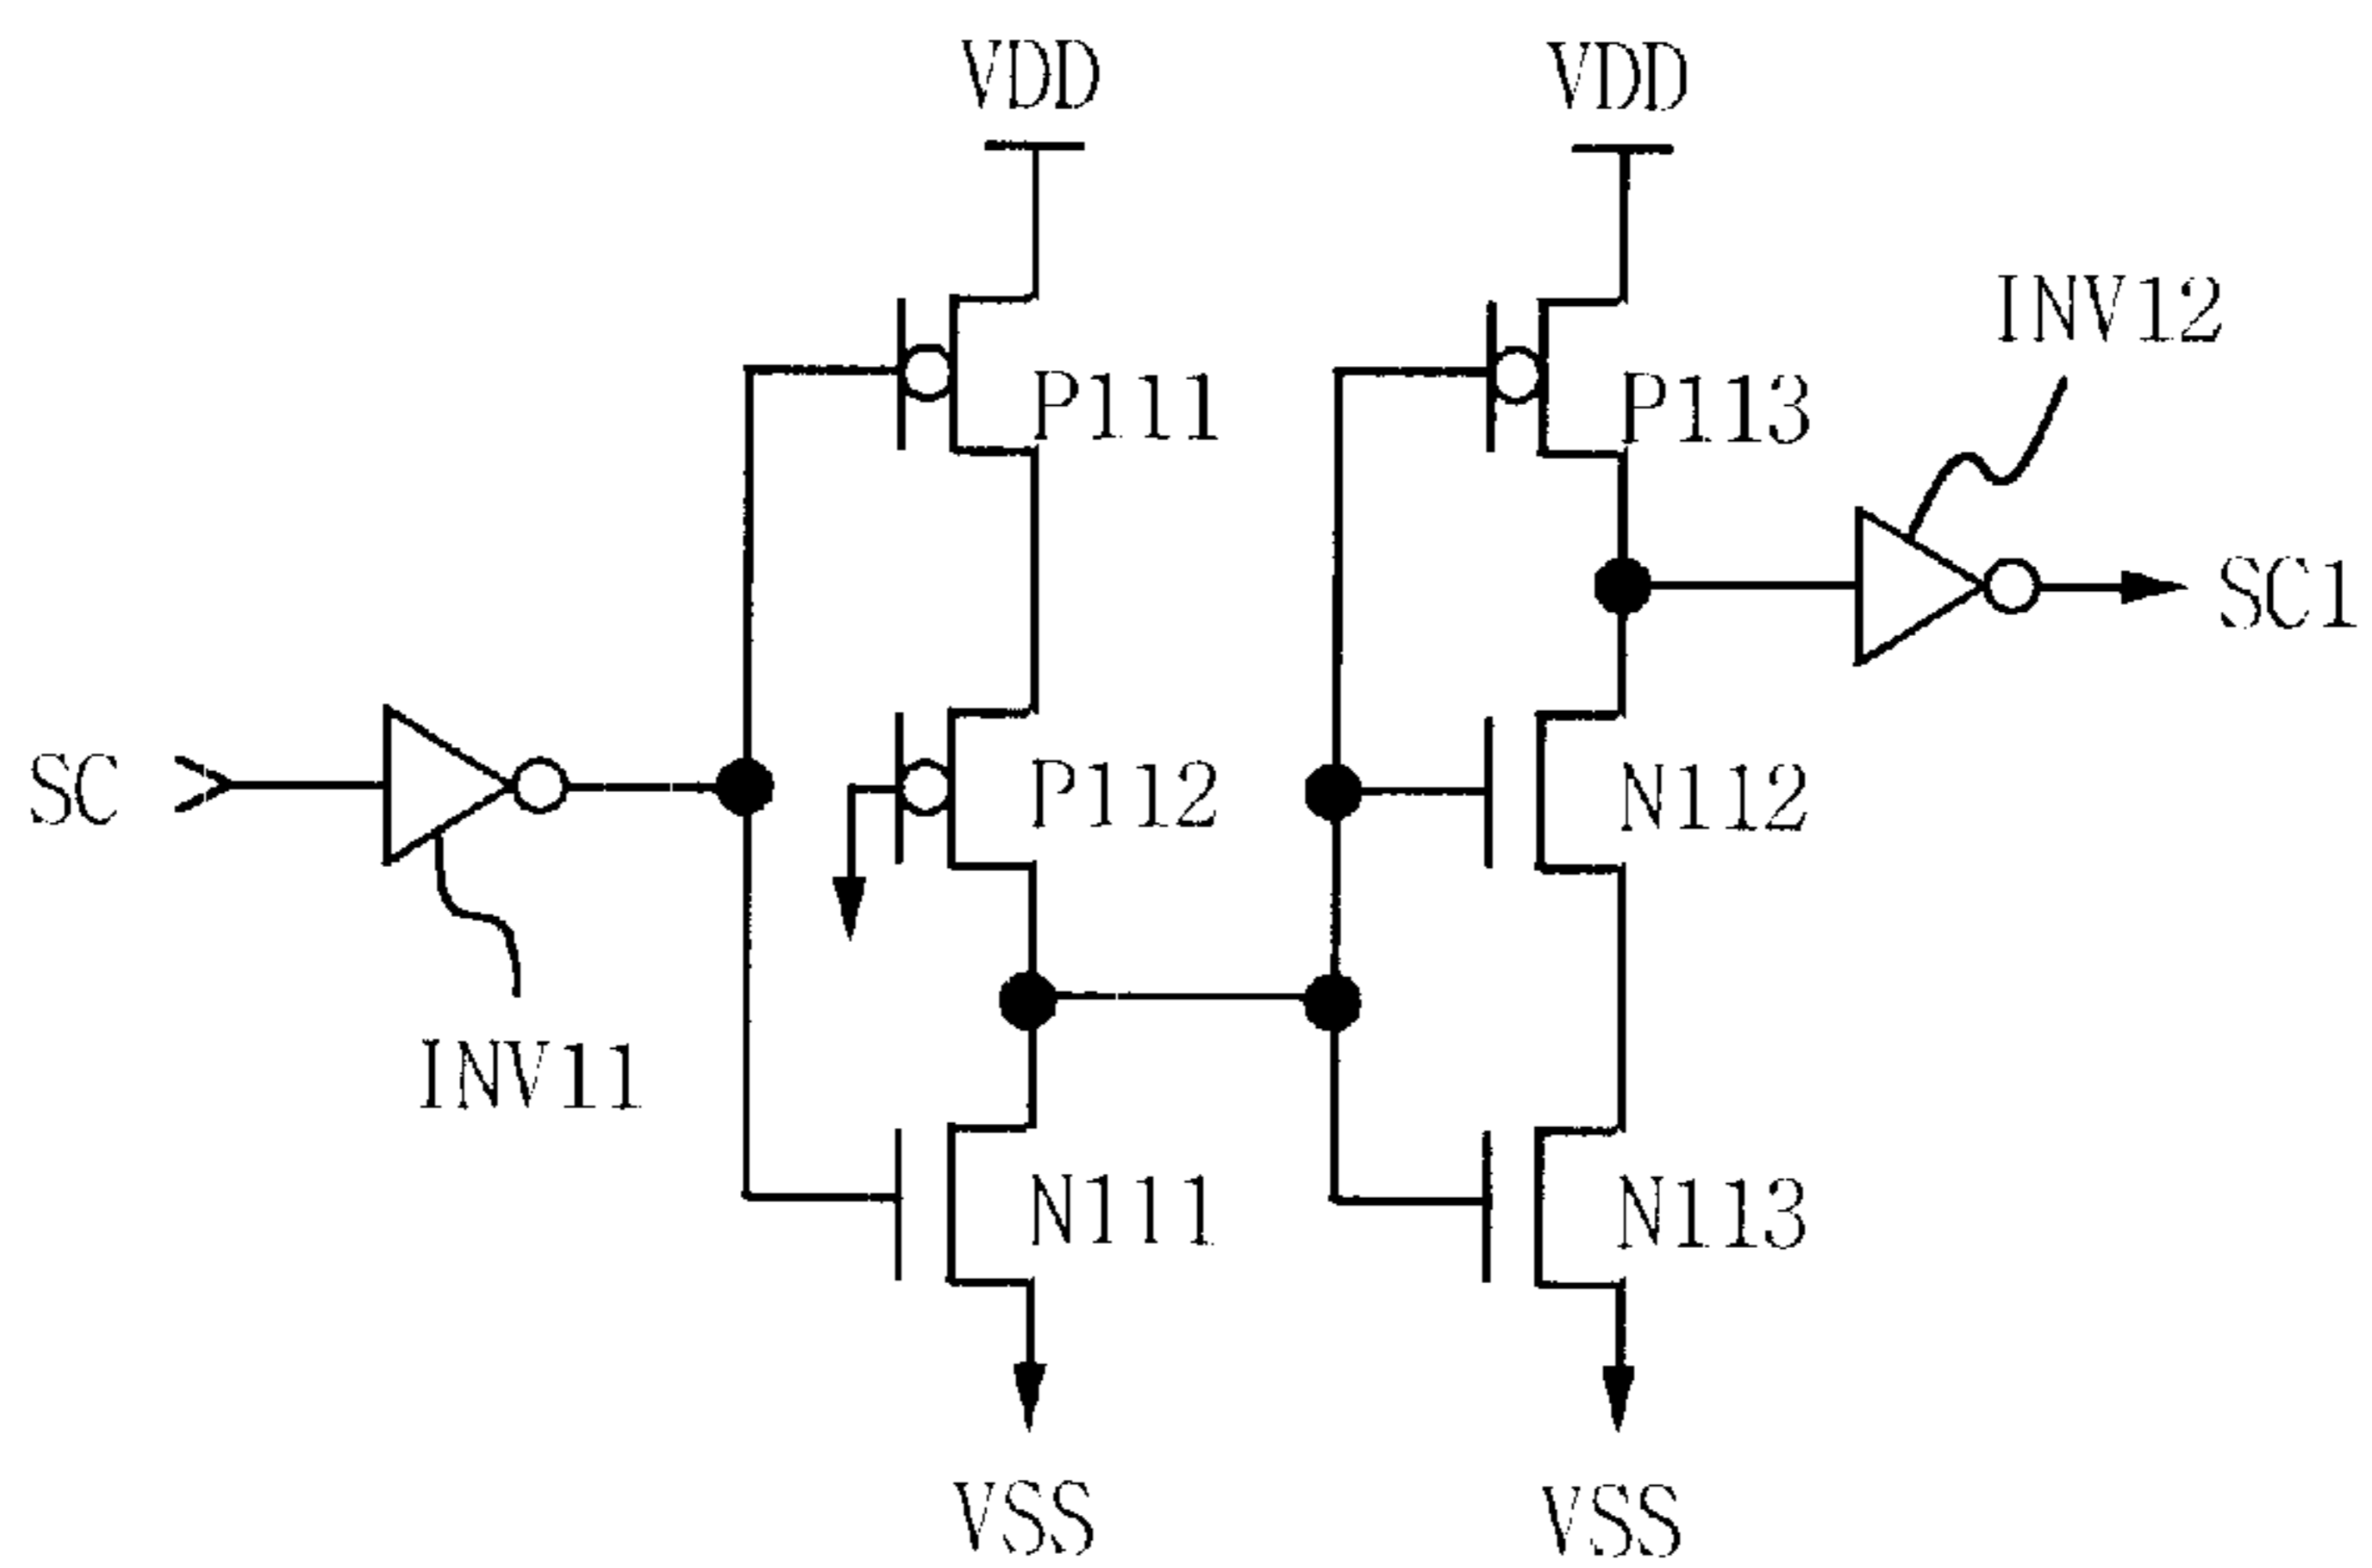 VDD
VDD
INV12
P111
P113
SC1
SC
P112
N112
INV11
N111
N113
VSS
VSS